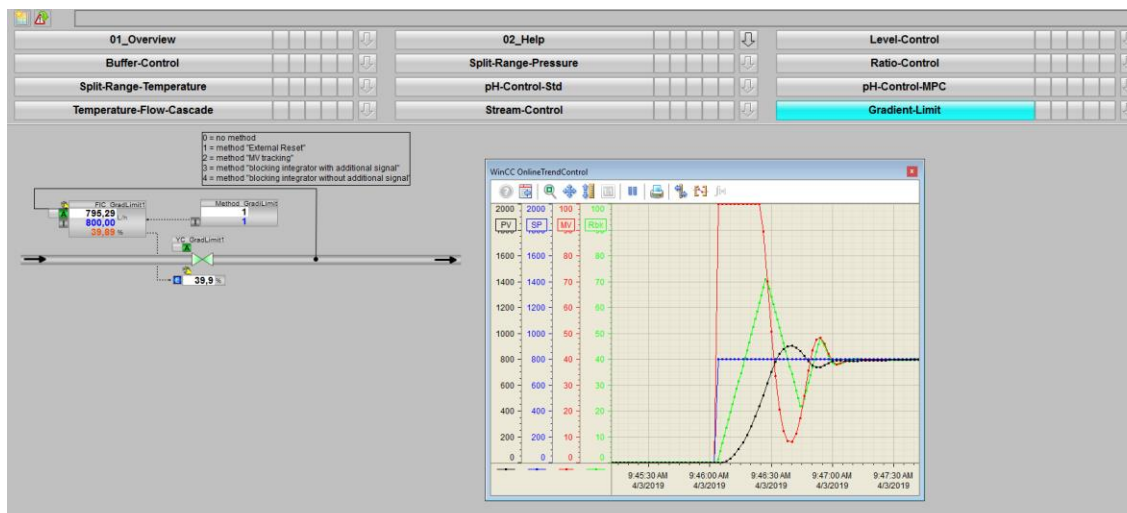 01_Overview
02_Help
Level-Control
Buffer-Control
Split-Range-Pressure
Ratio-Control
Split-Range-Temperature
pH-Control-Std
pH-Control-MPC
Temperature-Flow-Cascade
Stream-Control
Gradient-Limit
0 = no method
1 = method "External Reset"
2 = method "MV tracking"
3 = method "blocking integrator with additional signal"
4 = method "blocking integrator without additional signal"
FIC_GradLimit1
795,29
800,00
39,89 %
Method_GradLimit
1
1
YC_GradLimit1
39,9 %
WinCC OnlineTrendControl
2000 2000 100 100
PV SP MV Rbk
1600 1600 80 80
1400 1400 70 70
1200 1200 60 60
1000 1000 50 50
800 800 40 40
600 600 30 30
400 400 20 20
200 200 10 10
0 0 0 0
9:45:30 AM 9:46:00 AM 9:46:30 AM 9:47:00 AM 9:47:30 AM
4/3/2019 4/3/2019 4/3/2019 4/3/2019 4/3/2019